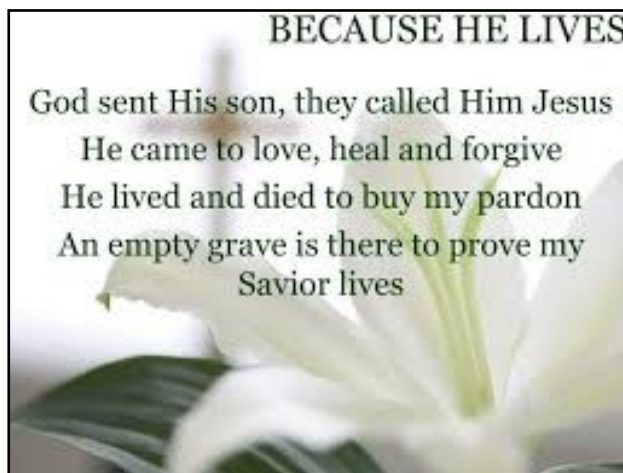 BECAUSE HE LIVES
God sent His son, they called Him Jesus
He came to love, heal and forgive
He lived and died to buy my pardon
An empty grave is there to prove my
Savior lives